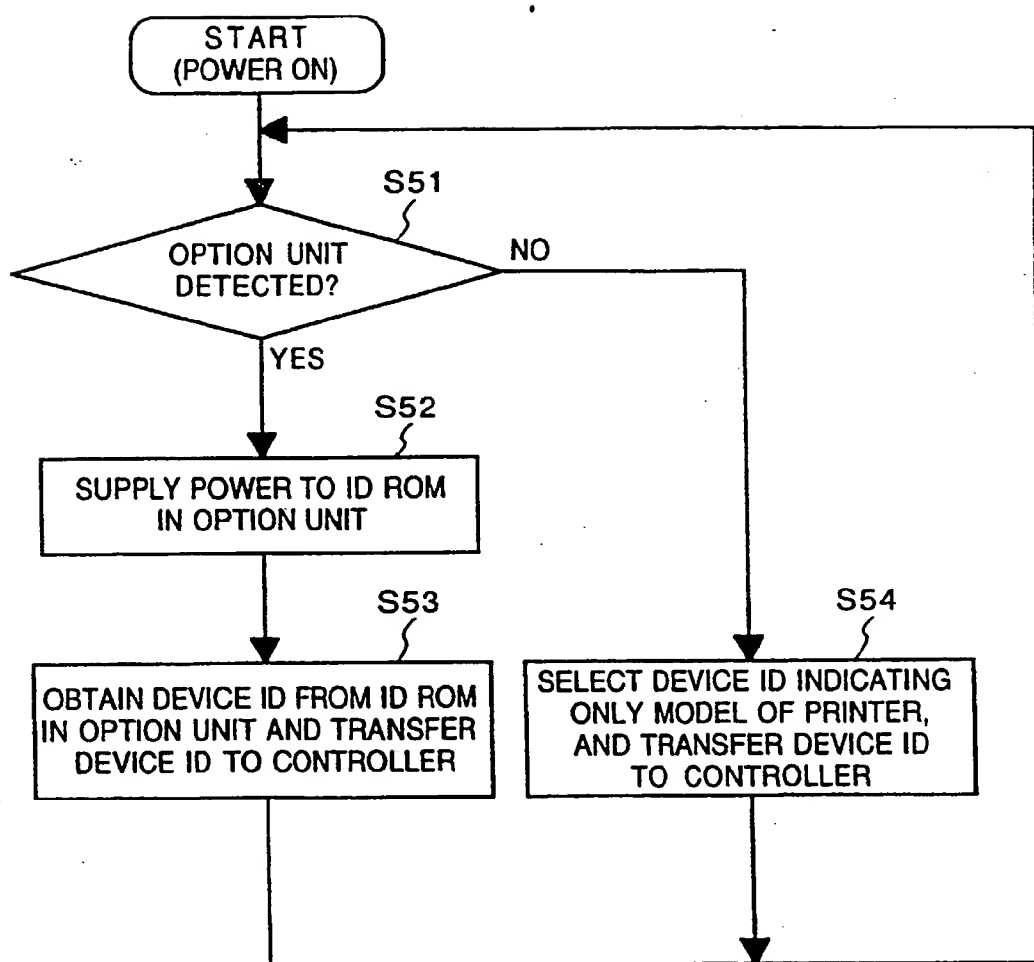 START
(POWER ON)
S51
OPTION UNIT
DETECTED?
NO
YES
S52
SUPPLY POWER TO ID ROM
IN OPTION UNIT
S53
OBTAIN DEVICE ID FROM ID ROM
IN OPTION UNIT AND TRANSFER
DEVICE ID TO CONTROLLER
S54
SELECT DEVICE ID INDICATING
ONLY MODEL OF PRINTER,
AND TRANSFER DEVICE ID
TO CONTROLLER